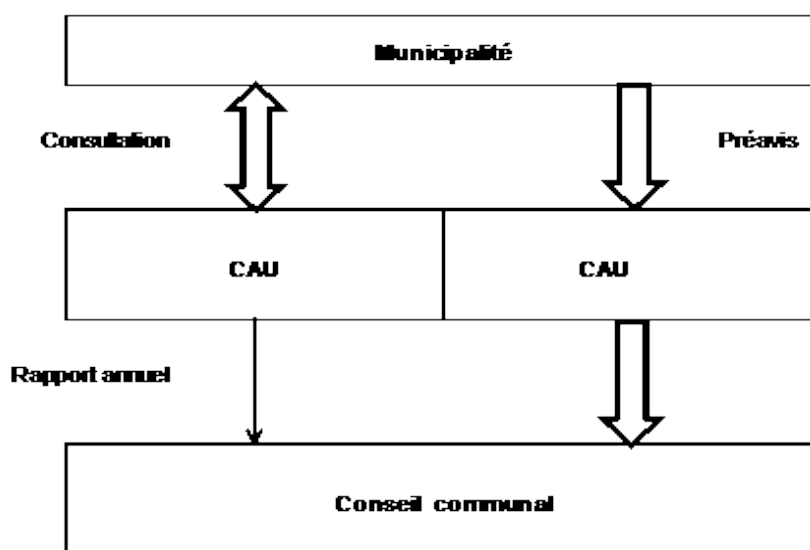 Municipalité
Consultation
Préavis
CAU
CAU
Rapport annuel
Conseil communal